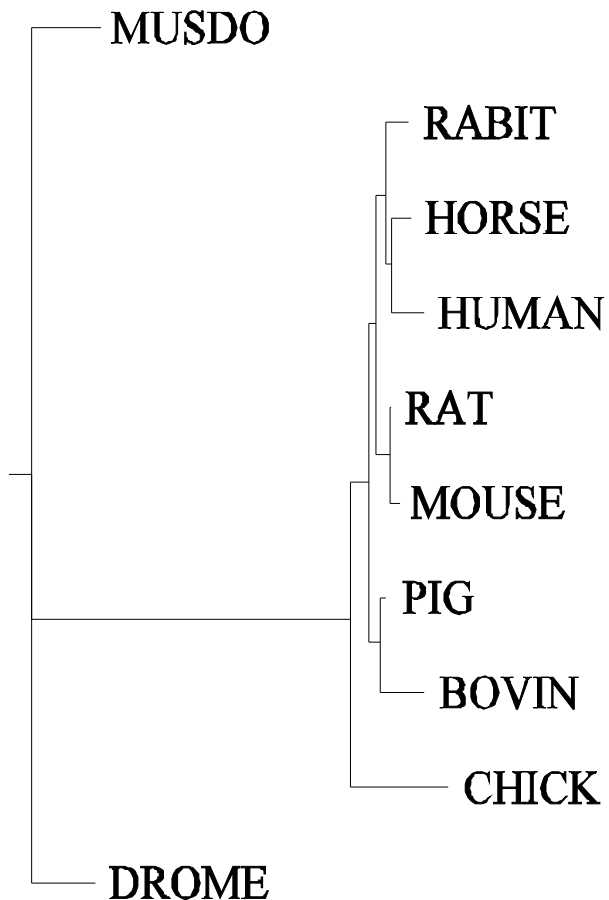 MUSDO
RABIT
HORSE
HUMAN
RAT
MOUSE
PIG
BOVIN
CHICK
DROME